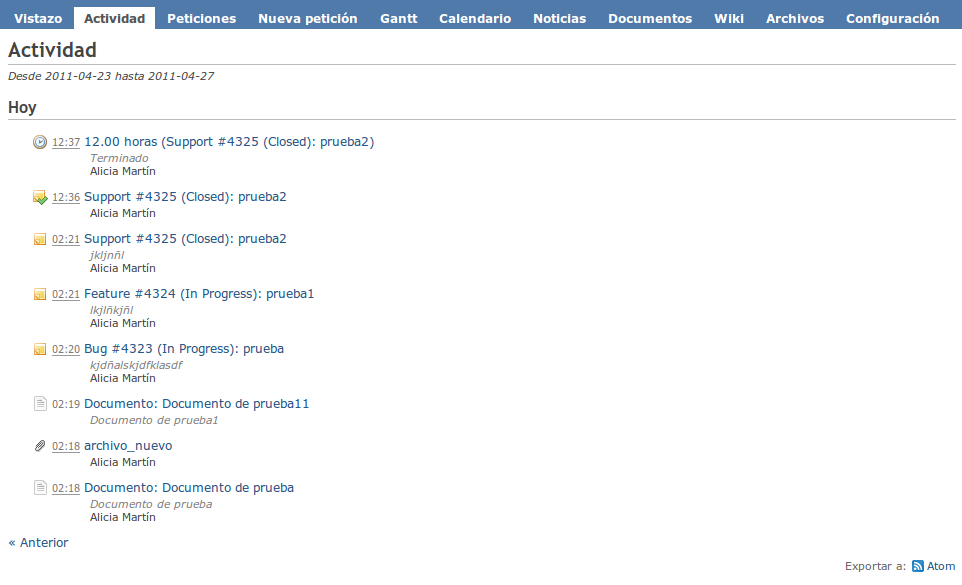 Vistazo Actividad Peticiones Nueva petición Gantt Calendario Noticias Documentos Wiki Archivos Configuración
Actividad
Desde 2011-04-23 hasta 2011-04-27
Hoy
12:37 12.00 horas (Support #4325 (Closed): prueba2)
Terminado
Alicia Martín
12:36 Support #4325 (Closed): prueba2
Alicia Martín
02:21 Support #4325 (Closed): prueba2
jkljnñl
Alicia Martín
02:21 Feature #4324 (In Progress): prueba1
lkjlñkjñl
Alicia Martín
02:20 Bug #4323 (In Progress): prueba
kjdñalskjdfklasdf
Alicia Martín
02:19 Documento: Documento de prueba11
Documento de prueba1
02:18 archivo_nuevo
Alicia Martín
02:18 Documento: Documento de prueba
Documento de prueba
Alicia Martín
« Anterior
Exportar a: Atom